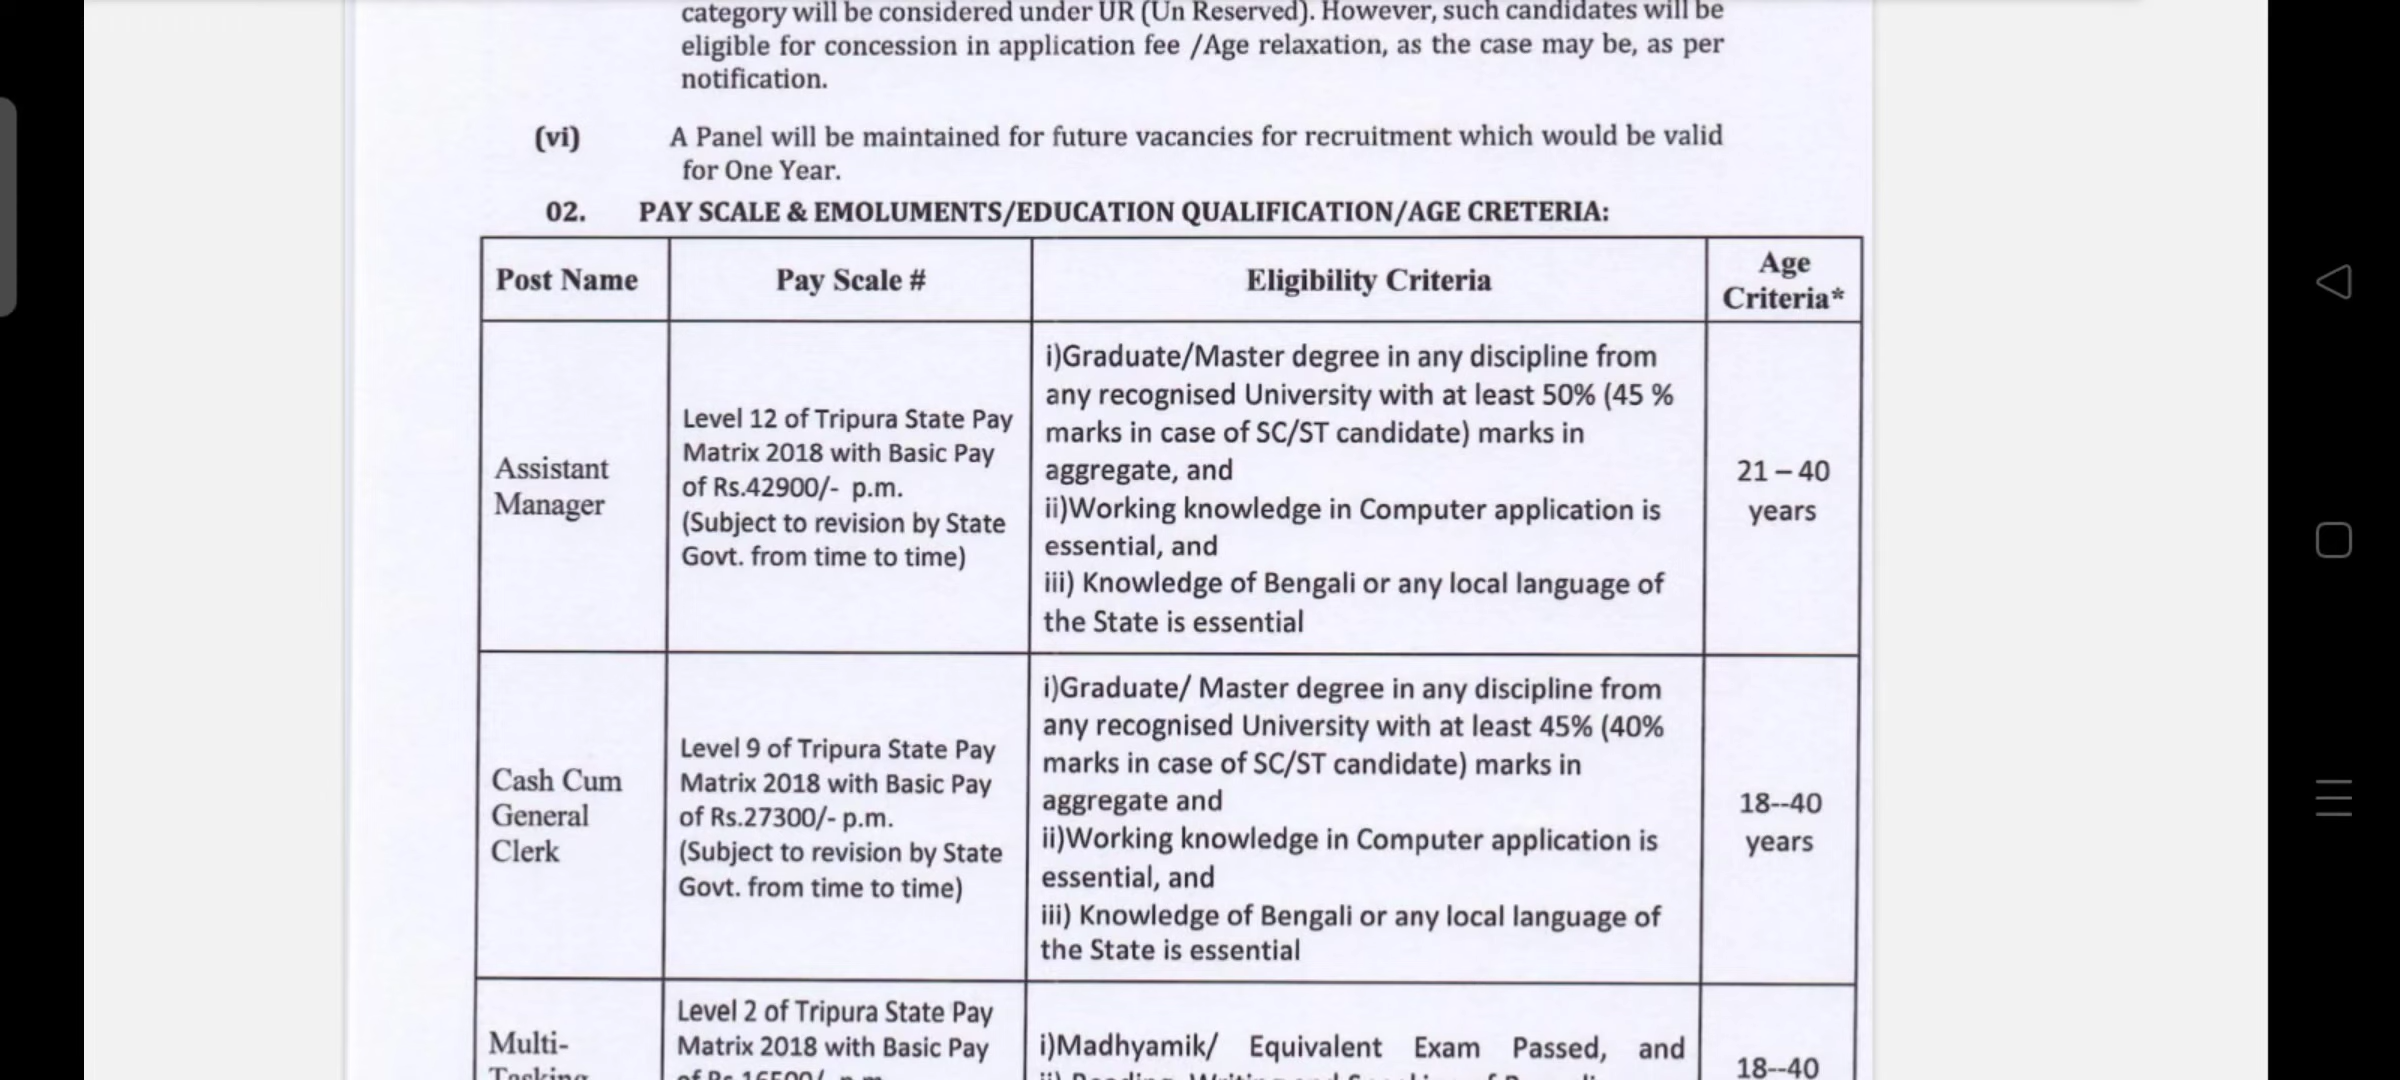 category will be considered under UR (Un Reserved). However, such candidates will be
eligible for concession in application fee /Age relaxation, as the case may be, as per
notification.
(vi) A Panel will be maintained for future vacancies for recruitment which would be valid
for One Year.
02. PAY SCALE & EMOLUMENTS/EDUCATION QUALIFICATION/AGE CRETERIA:
Post Name
Pay Scale #
Eligibility Criteria
Age
Criteria*
Assistant
Manager
Level 12 of Tripura State Pay
Matrix 2018 with Basic Pay
of Rs.42900/- p.m.
(Subject to revision by State
Govt. from time to time)
i)Graduate/Master degree in any discipline from
any recognised University with at least 50% (45 %
marks in case of SC/ST candidate) marks in
aggregate, and
ii)Working knowledge in Computer application is
essential, and
iii) Knowledge of Bengali or any local language of
the State is essential
21 – 40
years
Cash Cum
General
Clerk
Level 9 of Tripura State Pay
Matrix 2018 with Basic Pay
of Rs.27300/- p.m.
(Subject to revision by State
Govt. from time to time)
i)Graduate/ Master degree in any discipline from
any recognised University with at least 45% (40%
marks in case of SC/ST candidate) marks in
aggregate and
ii)Working knowledge in Computer application is
essential, and
iii) Knowledge of Bengali or any local language of
the State is essential
18--40
years
Multi-
Tasking
Level 2 of Tripura State Pay
Matrix 2018 with Basic Pay
of Rs.16500/- p.m.
i)Madhyamik/ Equivalent Exam Passed, and
ii) Reading, Writing and Speaking of
18--40